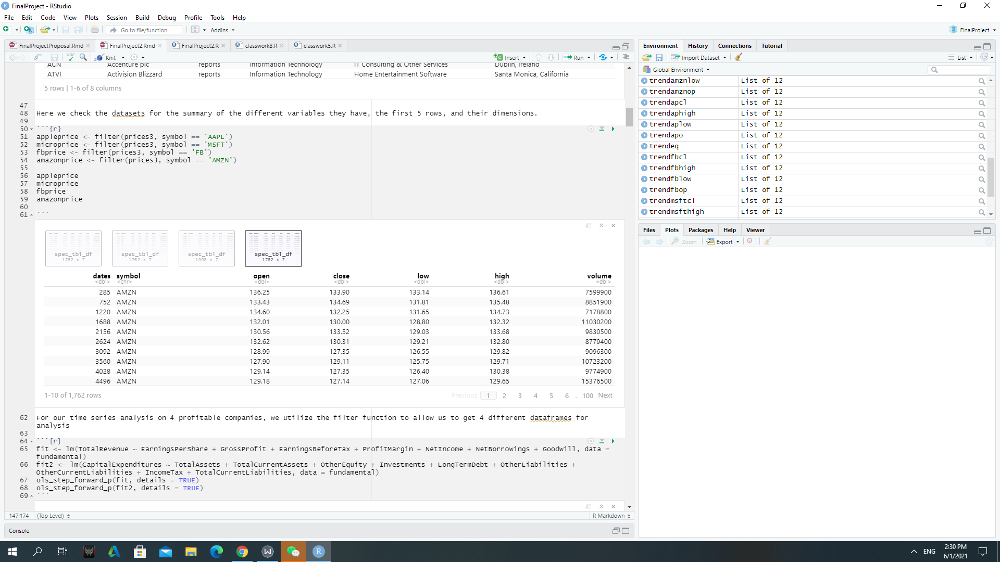 FinalProject - RStudio
File Edit Code View Plots Session Build Debug Profile Tools Help
Go to file/function Addins FinalProject
FinalProjectProposal.Rmd FinalProject2.Rmd FinalProject2.R classwork8.R classwork5.R
ABC Knit Insert Run
ACN Accenture plc reports Information Technology IT Consulting & Other Services Dublin, Ireland
ATVI Activision Blizzard reports Information Technology Home Entertainment Software Santa Monica, California
5 rows | 1-6 of 8 columns
47
48 Here we check the datasets for the summary of the different variables they have, the first 5 rows, and their dimensions.
49
50 ```{r}
51 appleprice <- filter(prices3, symbol == 'AAPL')
52 microprice <- filter(prices3, symbol == 'MSFT')
53 fbprice <- filter(prices3, symbol == 'FB')
54 amazonprice <- filter(prices3, symbol == 'AMZN')
55
56 appleprice
57 microprice
58 fbprice
59 amazonprice
60
61 ```
spec_tbl_df spec_tbl_df spec_tbl_df spec_tbl_df
1762 x 7 1762 x 7 1008 x 7 1762 x 7
dates symbol open close low high volume
<dbl> <chr> <dbl> <dbl> <dbl> <dbl> <dbl>
285 AMZN 136.25 133.90 133.14 136.61 7599900
752 AMZN 133.43 134.69 131.81 135.48 8851900
1220 AMZN 134.60 132.25 131.65 134.73 7178800
1688 AMZN 132.01 130.00 128.80 132.32 11030200
2156 AMZN 130.56 133.52 129.03 133.68 9830500
2624 AMZN 132.62 130.31 129.21 132.80 8779400
3092 AMZN 128.99 127.35 126.55 129.82 9096300
3560 AMZN 127.90 129.11 125.75 129.71 10723200
4028 AMZN 129.14 127.35 126.40 130.38 9774900
4496 AMZN 129.18 127.14 127.06 129.65 15376500
1-10 of 1,762 rows Previous 1 2 3 4 5 6 ... 100 Next
62 For our time series analysis on 4 profitable companies, we utilize the filter function to allow us to get 4 different dataframes for
analysis
63
64 ```{r}
65 fit <- lm(TotalRevenue ~ EarningsPerShare + GrossProfit + EarningsBeforeTax + ProfitMargin + NetIncome + NetBorrowings + Goodwill, data =
fundamental)
66 fit2 <- lm(CapitalExpenditures ~ TotalAssets + TotalCurrentAssets + OtherEquity + Investments + LongTermDebt + OtherLiabilities +
OtherCurrentLiabilities + IncomeTax + TotalCurrentLiabilities, data = fundamental)
67 ols_step_forward_p(fit, details = TRUE)
68 ols_step_forward_p(fit2, details = TRUE)
69 ```
147:174 (Top Level) R Markdown
Console
Environment History Connections Tutorial
Import Dataset List
Global Environment
trendamznlow List of 12
trendamznop List of 12
trendapcl List of 12
trendaphigh List of 12
trendaplow List of 12
trendapo List of 12
trendeq List of 12
trendfbcl List of 12
trendfbhigh List of 12
trendfblow List of 12
trendfbop List of 12
trendmsftcl List of 12
trendmsfthigh List of 12
Files Plots Packages Help Viewer
Zoom Export
ENG
2:30 PM
6/1/2021